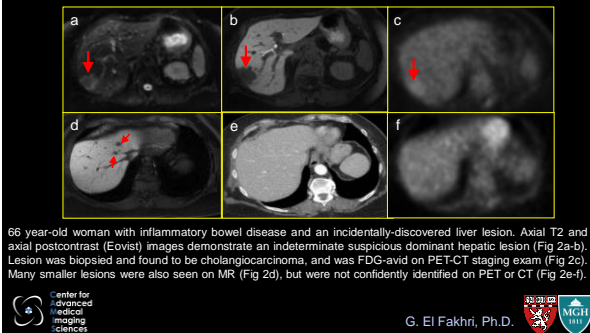 a
b
c
d
e
f
66 year-old woman with inflammatory bowel disease and an incidentally-discovered liver lesion. Axial T2 and
axial postcontrast (Eovist) images demonstrate an indeterminate suspicious dominant hepatic lesion (Fig 2a-b).
Lesion was biopsied and found to be cholangiocarcinoma, and was FDG-avid on PET-CT staging exam (Fig 2c).
Many smaller lesions were also seen on MR (Fig 2d), but were not confidently identified on PET or CT (Fig 2e-f).
Center for
Advanced
Medical
Imaging
Sciences
G. El Fakhri, Ph.D.
MGH
1811